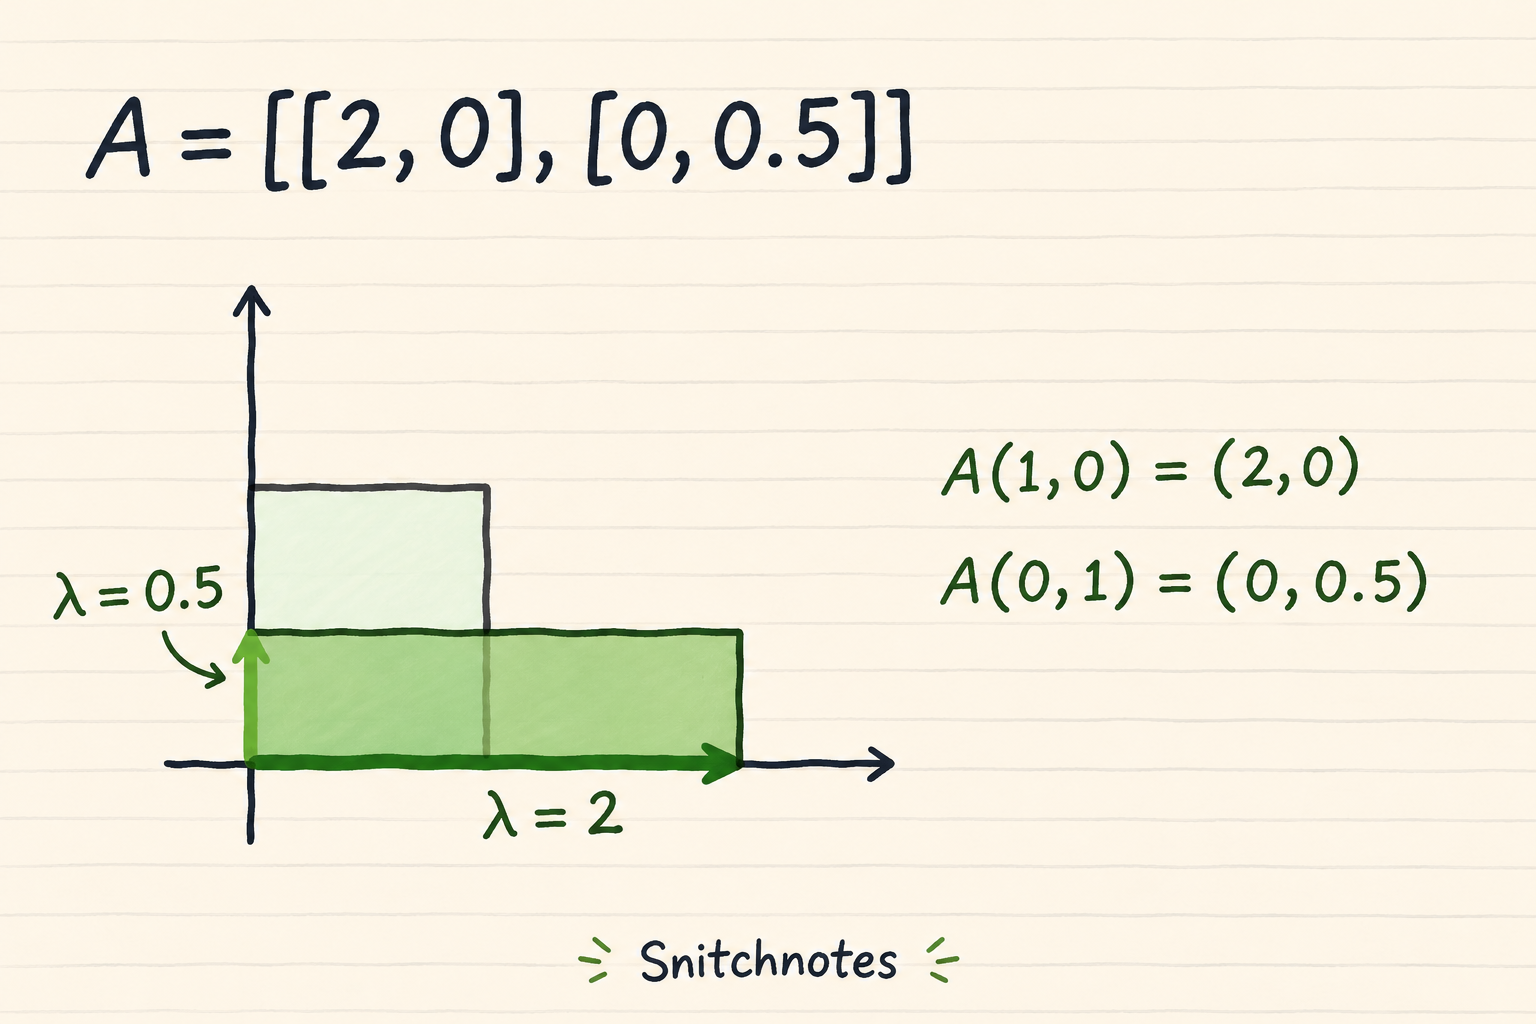 A = [[2, 0], [0, 0.5]]
A(1, 0) = (2, 0)
λ = 0.5
A(0, 1) = (0, 0.5)
λ = 2
Snitchnotes